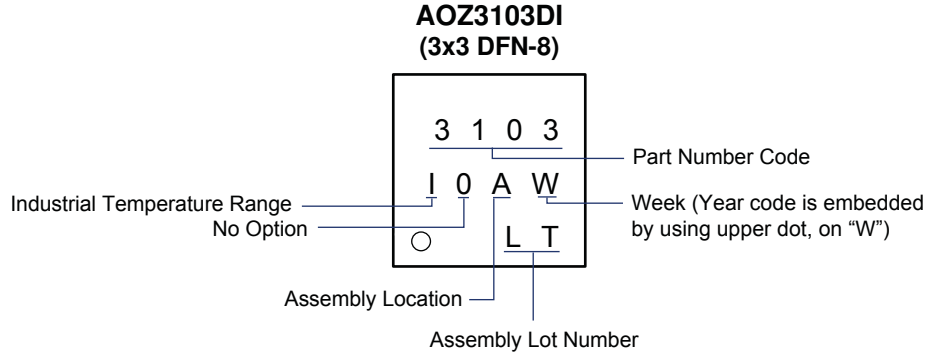 AOZ3103DI
(3x3 DFN-8)
3 1 0 3
Part Number Code
I 0 A W
Industrial Temperature Range
Week (Year code is embedded
by using upper dot, on “W”)
No Option
L T
Assembly Location
Assembly Lot Number